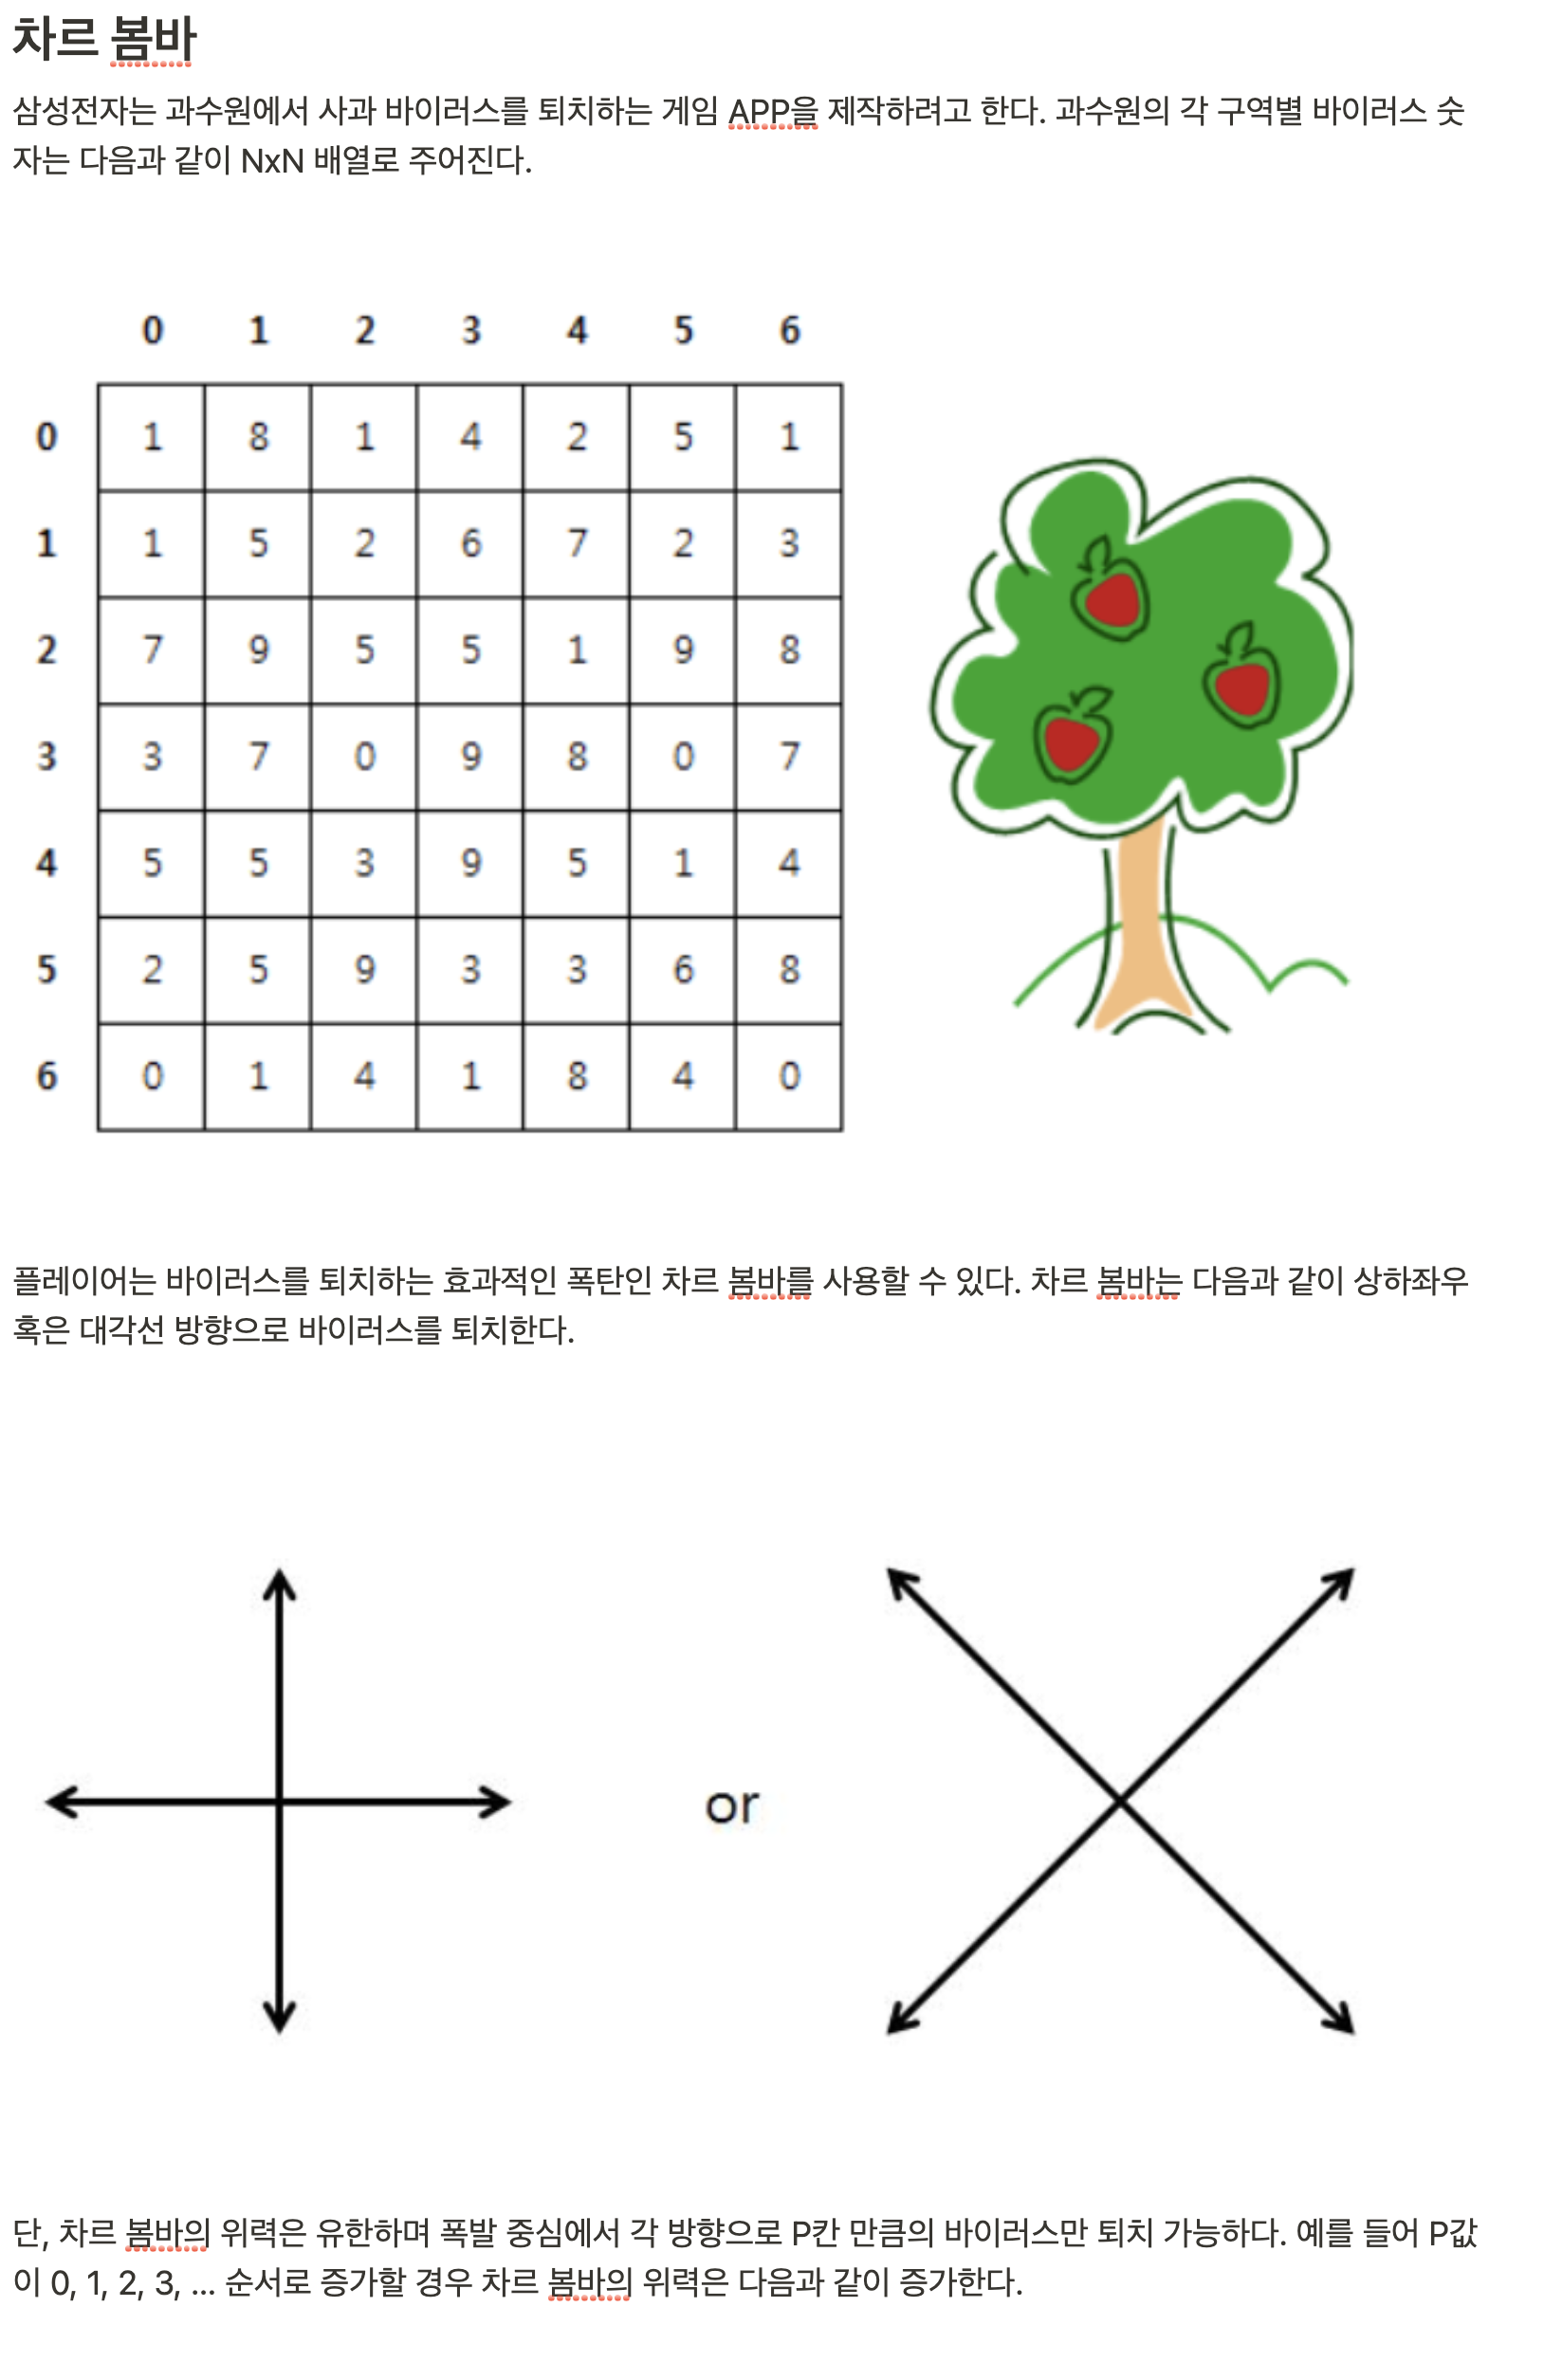 차르 봄바
삼성전자는 과수원에서 사과 바이러스를 퇴치하는 게임 APP을 제작하려고 한다. 과수원의 각 구역별 바이러스 숫
자는 다음과 같이 NxN 배열로 주어진다.
0 1 2 3 4 5 6
0 1 8 1 4 2 5 1
1 1 5 2 6 7 2 3
2 7 9 5 5 1 9 8
3 3 7 0 9 8 0 7
4 5 5 3 9 5 1 4
5 2 5 9 3 3 6 8
6 0 1 4 1 8 4 0
플레이어는 바이러스를 퇴치하는 효과적인 폭탄인 차르 봄바를 사용할 수 있다. 차르 봄바는 다음과 같이 상하좌우
혹은 대각선 방향으로 바이러스를 퇴치한다.
or
단, 차르 봄바의 위력은 유한하며 폭발 중심에서 각 방향으로 P칸 만큼의 바이러스만 퇴치 가능하다. 예를 들어 P값
이 0, 1, 2, 3, ... 순서로 증가할 경우 차르 봄바의 위력은 다음과 같이 증가한다.